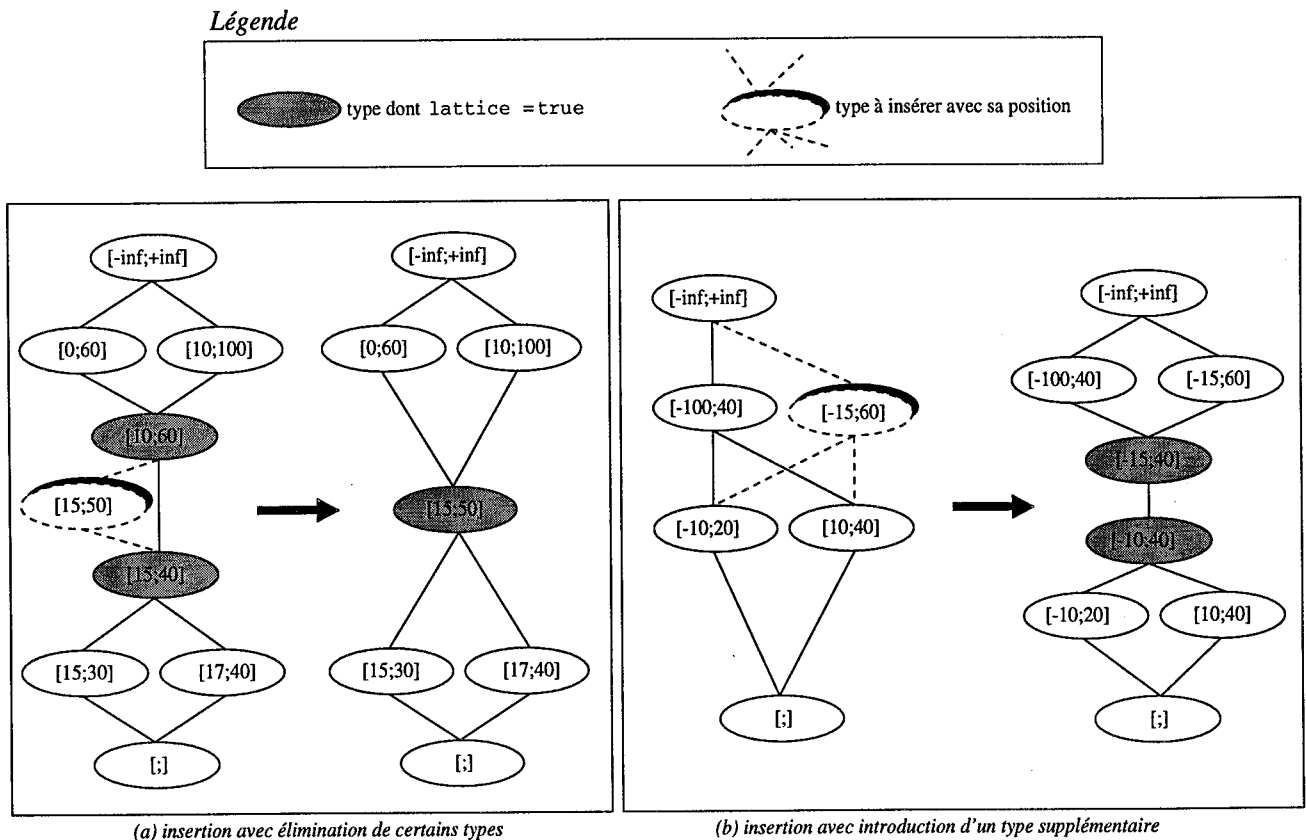 Légende
type dont lattice =true
type à insérer avec sa position
[-inf;+inf]
[0;60]
[10;100]
[10;60]
[15;50]
[15;40]
[15;30]
[17;40]
[;]
[-inf;+inf]
[0;60]
[10;100]
[15;50]
[15;30]
[17;40]
[;]
(a) insertion avec élimination de certains types
[-inf;+inf]
[-100;40]
[-15;60]
[-10;20]
[10;40]
[;]
[-inf;+inf]
[-100;40]
[-15;60]
[-15;40]
[-10;40]
[-10;20]
[10;40]
[;]
(b) insertion avec introduction d'un type supplémentaire